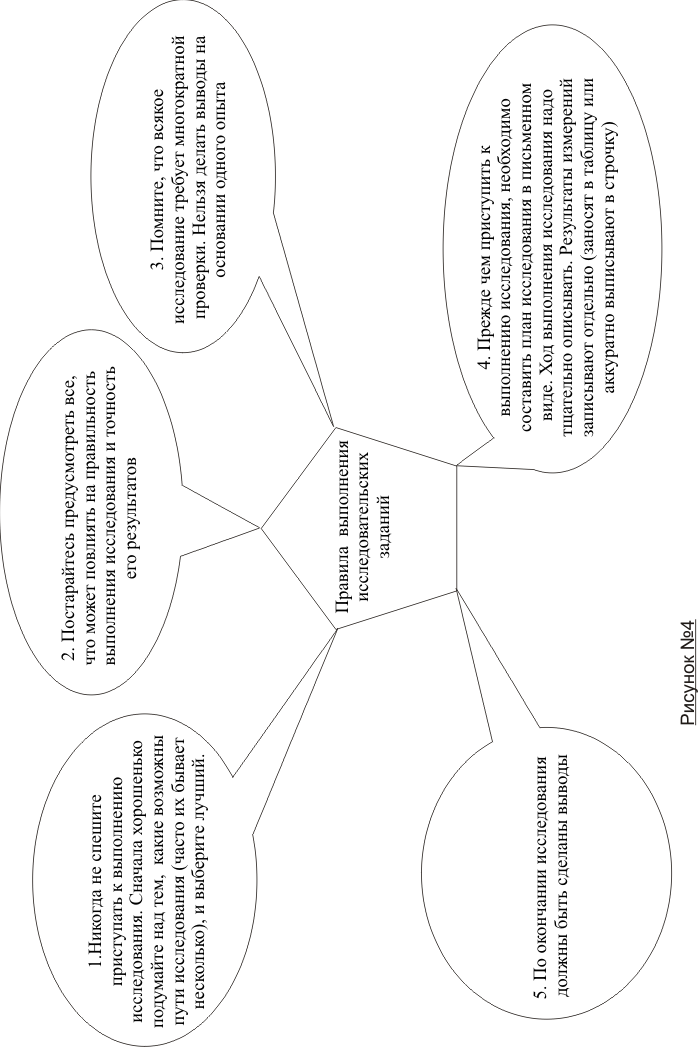 1.Никогда не спешите
приступать к выполнению
исследования. Сначала хорошенько
подумайте над тем, какие возможны
пути исследования (часто их бывает
несколько), и выберите лучший.
2. Постарайтесь предусмотреть все,
что может повлиять на правильность
выполнения исследования и точность
его результатов
3. Помните, что всякое
исследование требует многократной
проверки. Нельзя делать выводы на
основании одного опыта
Правила выполнения
исследовательских
заданий
4. Прежде чем приступить к
выполнению исследования, необходимо
составить план исследования в письменном
виде. Ход выполнения исследования надо
тщательно описывать. Результаты измерений
записывают отдельно (заносят в таблицу или
аккуратно выписывают в строчку)
5. По окончании исследования
должны быть сделаны выводы
Рисунок №4